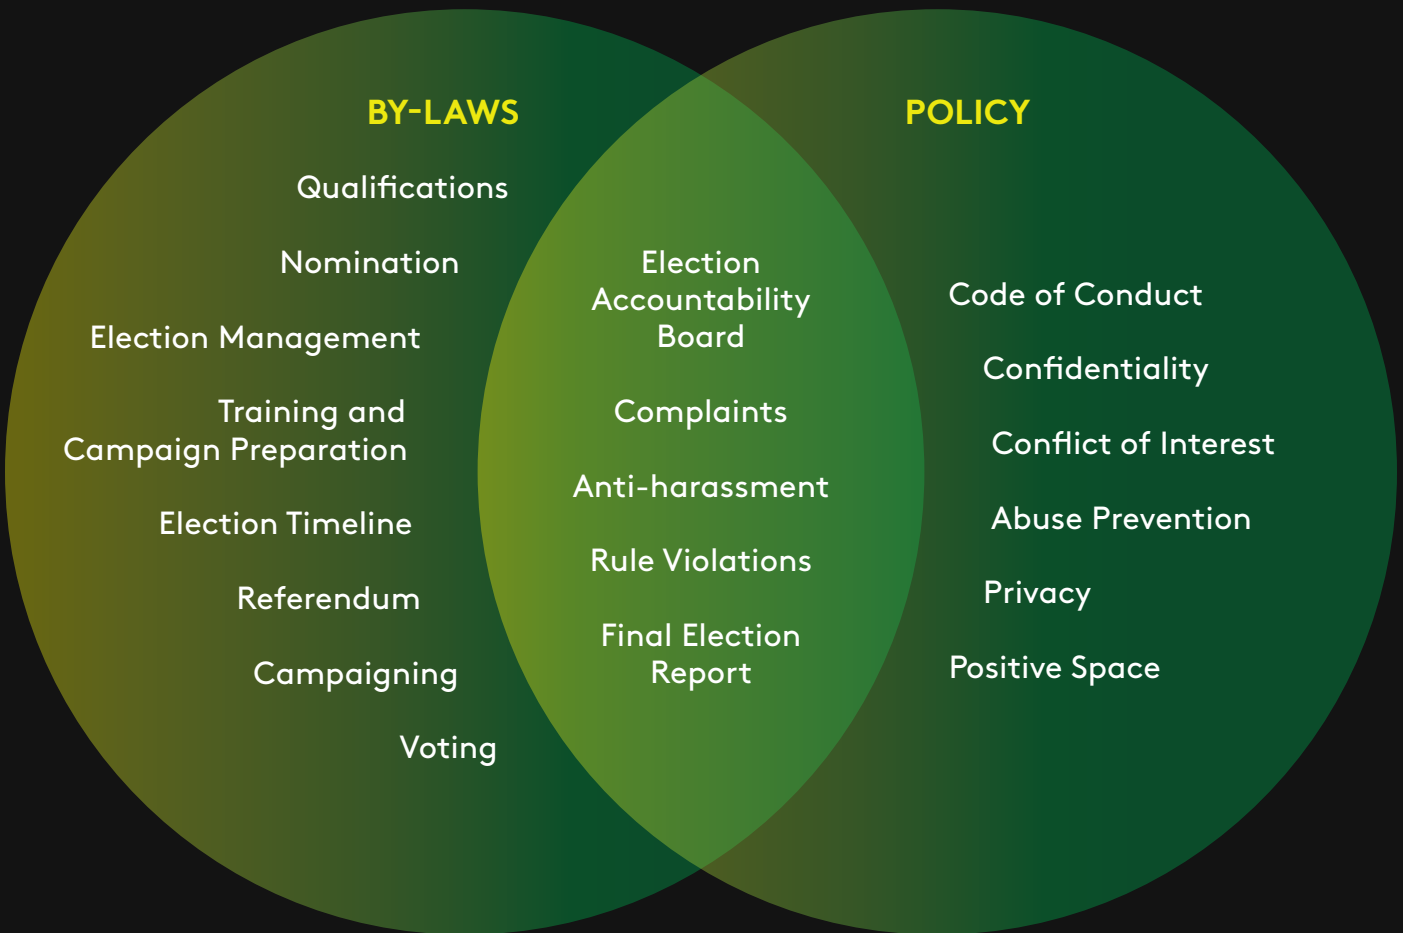 BY-LAWS
Qualifications
Nomination
Election Management
Training and
Campaign Preparation
Election Timeline
Referendum
Campaigning
Voting
Election
Accountability
Board
Complaints
Anti-harassment
Rule Violations
Final Election
Report
POLICY
Code of Conduct
Confidentiality
Conflict of Interest
Abuse Prevention
Privacy
Positive Space